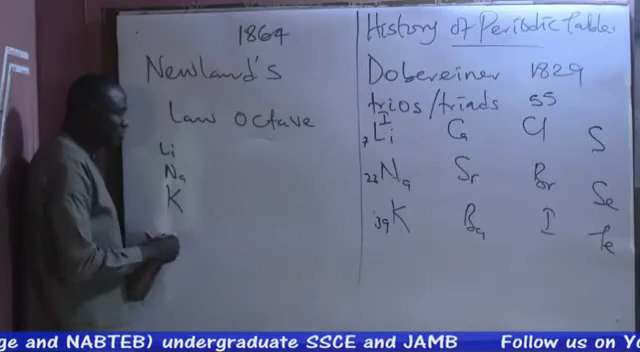 1864
Newland's
Law Octave
Li
Na
K
History of Periodic Table.
Dobereiner 1829
trios/triads 55
I
7Li Ca Cl S
23Na Sr Br Se
39K Ba I Te
ge and NABTEB) undergraduate SSCE and JAMB Follow us on Yo